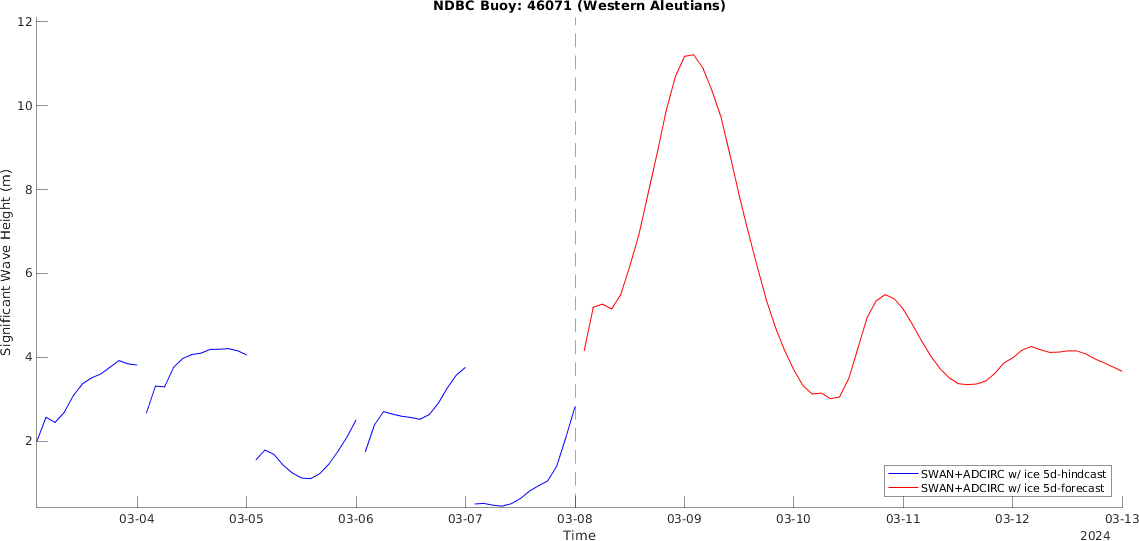 NDBC Buoy: 46071 (Western Aleutians)
12
10
8
6
4
2
Significant Wave Height (m)
SWAN+ADCIRC w/ ice 5d-hindcast
SWAN+ADCIRC w/ ice 5d-forecast
03-04 03-05 03-06 03-07 03-08 03-09 03-10 03-11 03-12 03-13
Time
2024